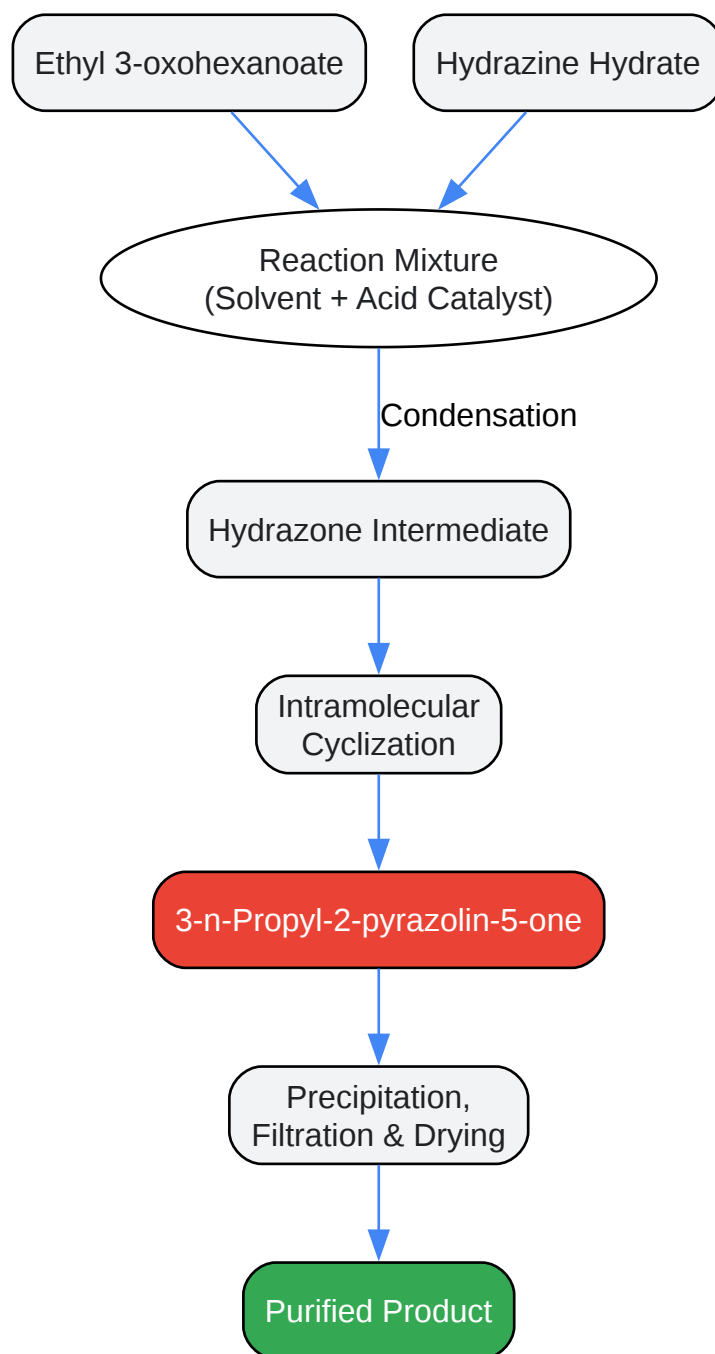 Ethyl 3-oxohexanoate
Hydrazine Hydrate
Reaction Mixture
(Solvent + Acid Catalyst)
Condensation
Hydrazone Intermediate
Intramolecular
Cyclization
3-n-Propyl-2-pyrazolin-5-one
Precipitation,
Filtration & Drying
Purified Product